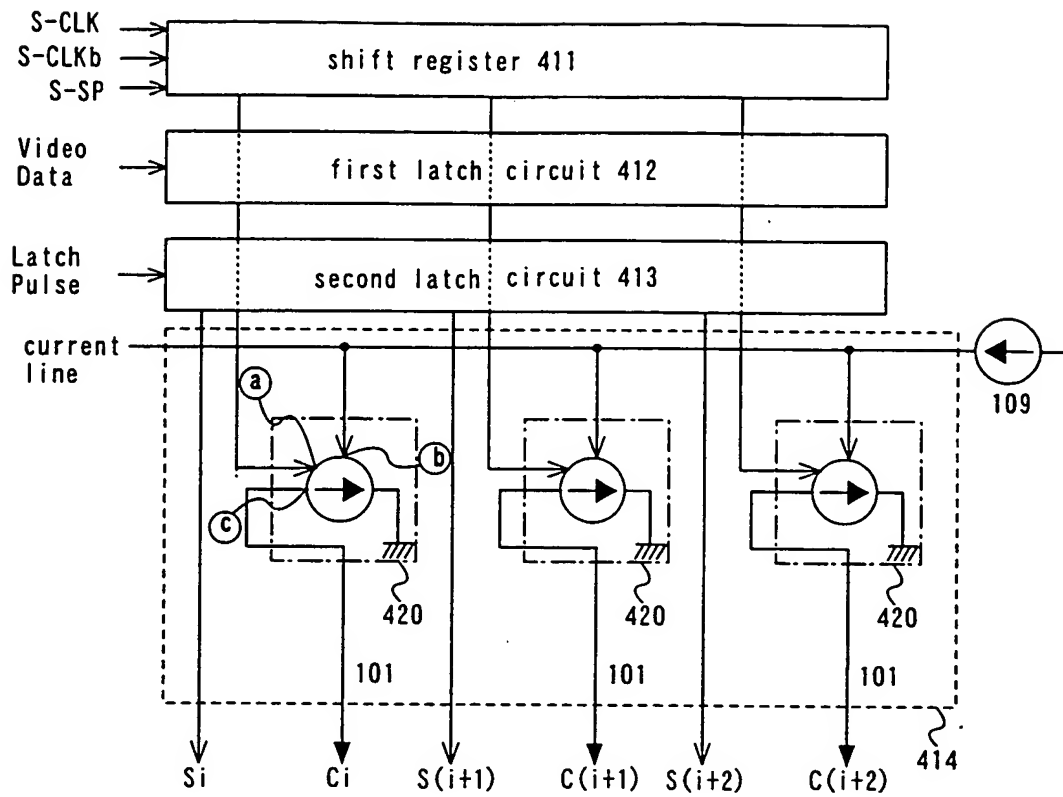 S-CLK
S-CLKb
S-SP
shift register 411
Video
Data
first latch circuit 412
Latch
Pulse
second latch circuit 413
current
line
109
a
b
c
420
420
420
101
101
101
414
Si
Ci
S(i+1)
C(i+1)
S(i+2)
C(i+2)